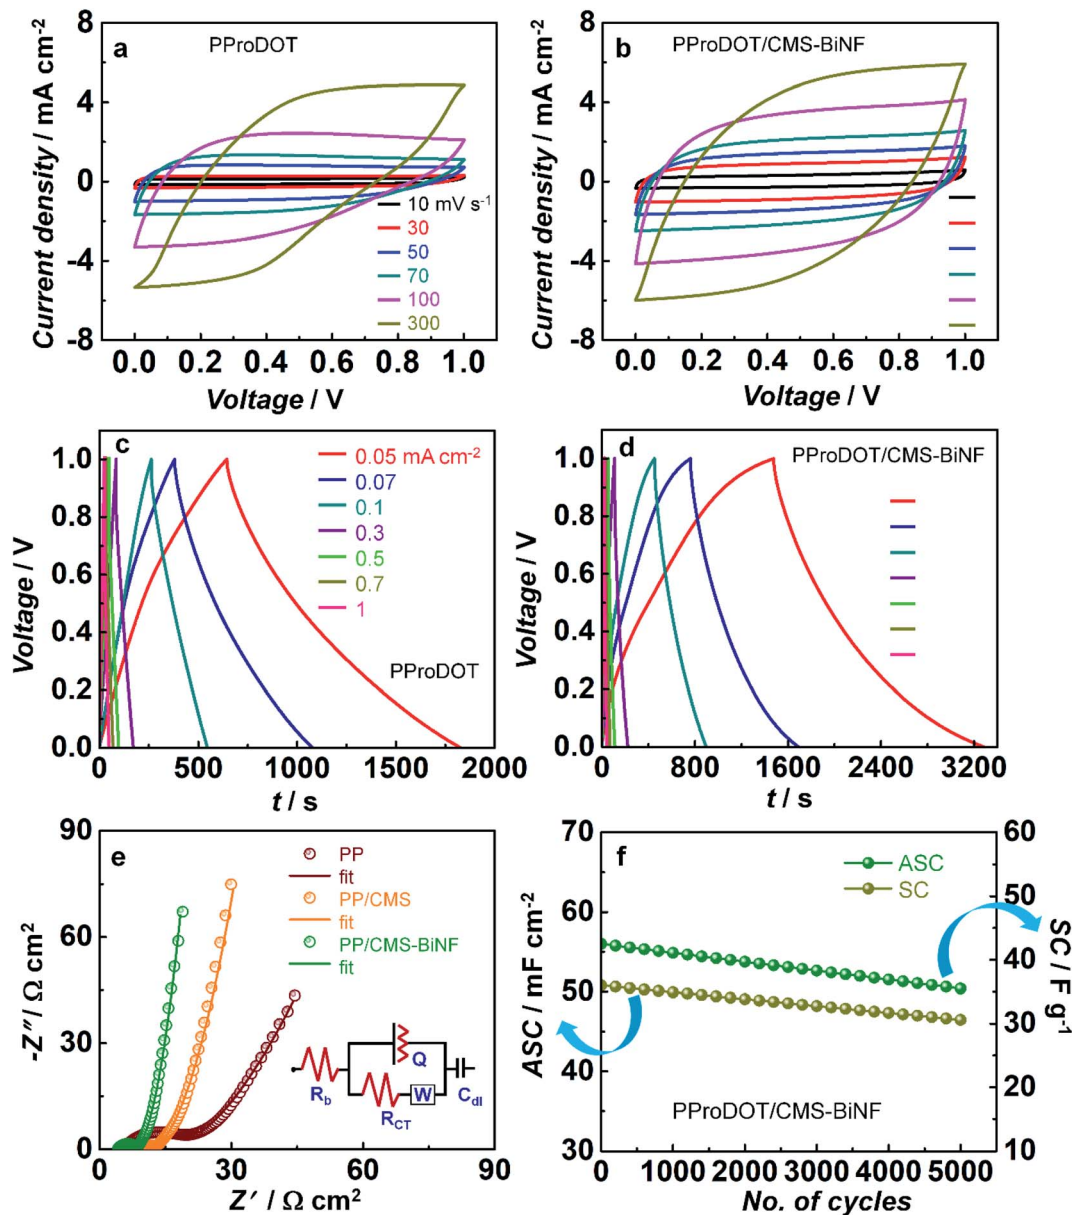 a
PProDOT
8
4
0
-4
-8
Current density / mA cm-2
10 mV s-1
30
50
70
100
300
0.0 0.2 0.4 0.6 0.8 1.0
Voltage / V
b
PProDOT/CMS-BiNF
8
4
0
-4
-8
Current density / mA cm-2
0.0 0.2 0.4 0.6 0.8 1.0
Voltage / V
c
1.0
0.8
0.6
0.4
0.2
0.0
Voltage / V
0.05 mA cm-2
0.07
0.1
0.3
0.5
0.7
1
PProDOT
0 500 1000 1500 2000
t / s
d
PProDOT/CMS-BiNF
1.0
0.8
0.6
0.4
0.2
0.0
Voltage / V
0 800 1600 2400 3200
t / s
e
90
60
30
0
-Z″ / Ω cm2
PP
fit
PP/CMS
fit
PP/CMS-BiNF
fit
Rb
Q
RCT
W
Cdl
0 30 60 90
Z′ / Ω cm2
f
70
60
50
40
30
ASC / mF cm-2
ASC
SC
60
50
40
30
20
10
SC / F g-1
PProDOT/CMS-BiNF
0 1000 2000 3000 4000 5000
No. of cycles